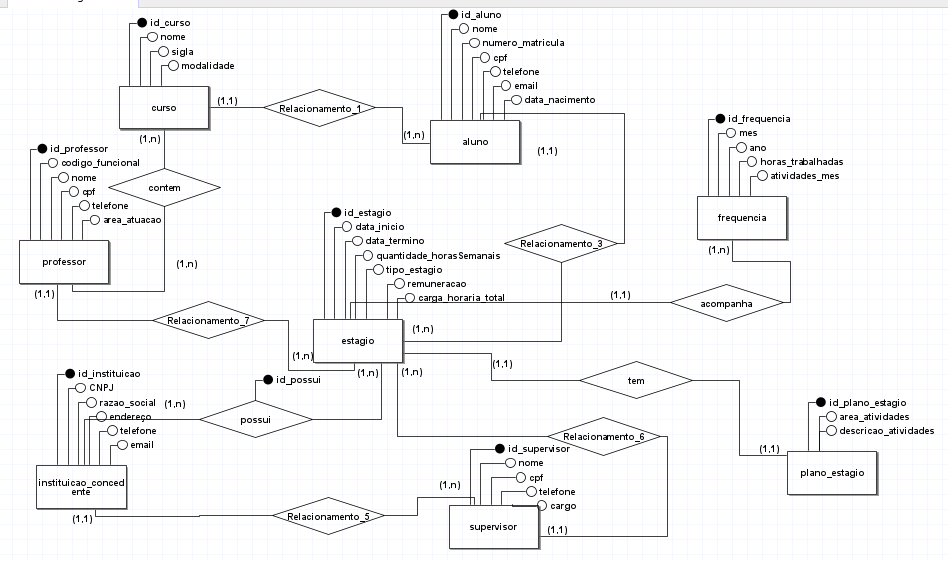 id_curso
nome
sigla
modalidade
curso
(1,1)
Relacionamento_1
(1,n)
id_aluno
nome
numero_matricula
cpf
telefone
email
data_nacimento
aluno
(1,1)
(1,n)
contem
(1,n)
id_professor
codigo_funcional
nome
cpf
telefone
area_atuacao
professor
(1,1)
Relacionamento_7
(1,n)
id_frequencia
mes
ano
horas_trabalhadas
atividades_mes
frequencia
(1,n)
acompanha
(1,1)
Relacionamento_3
(1,n)
id_estagio
data_inicio
data_termino
quantidade_horasSemanais
tipo_estagio
remuneracao
carga_horaria_total
estagio
(1,n)
(1,n)
(1,1)
tem
(1,1)
id_plano_estagio
area_atividades
descricao_atividades
plano_estagio
id_possui
possui
(1,n)
id_instituicao
CNPJ
razao_social
endereço
telefone
email
instituicao_conced
ente
(1,1)
Relacionamento_5
(1,n)
Relacionamento_6
id_supervisor
nome
cpf
telefone
cargo
supervisor
(1,1)